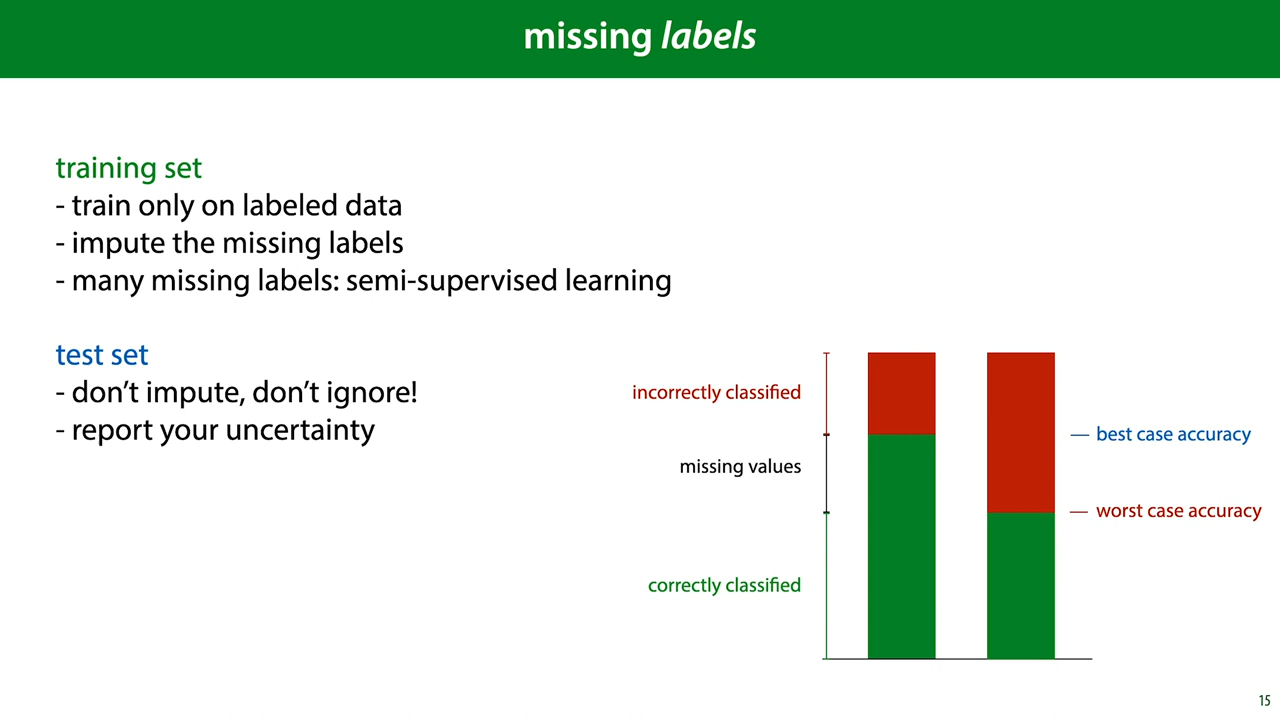 missing labels
training set
- train only on labeled data
- impute the missing labels
- many missing labels: semi-supervised learning
test set
- don’t impute, don’t ignore!
- report your uncertainty
incorrectly classified
missing values
correctly classified
— best case accuracy
— worst case accuracy
15